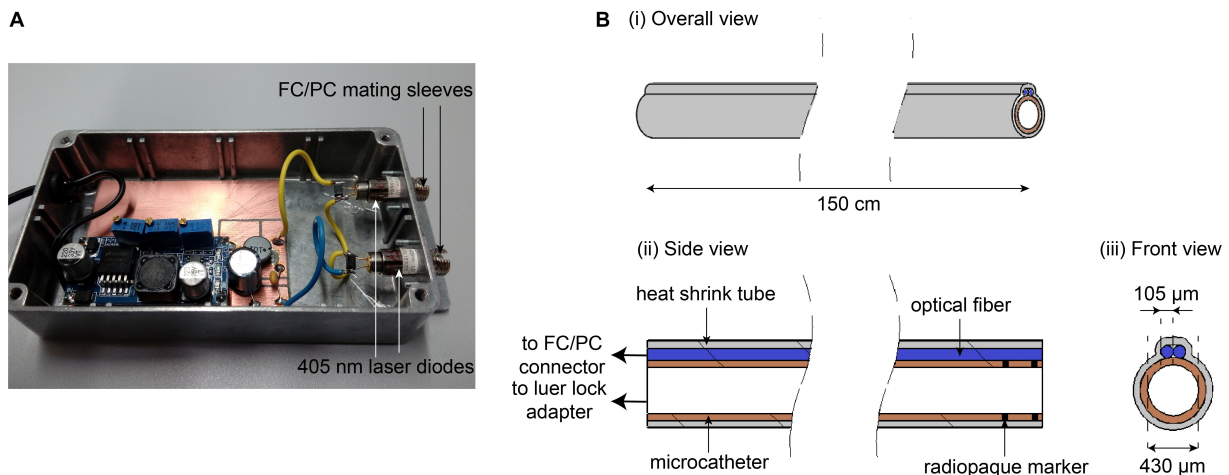 A
FC/PC mating sleeves
405 nm laser diodes
B
(i) Overall view
150 cm
(ii) Side view
heat shrink tube
optical fiber
to FC/PC
connector
to luer lock
adapter
microcatheter
radiopaque marker
(iii) Front view
105 µm
430 µm